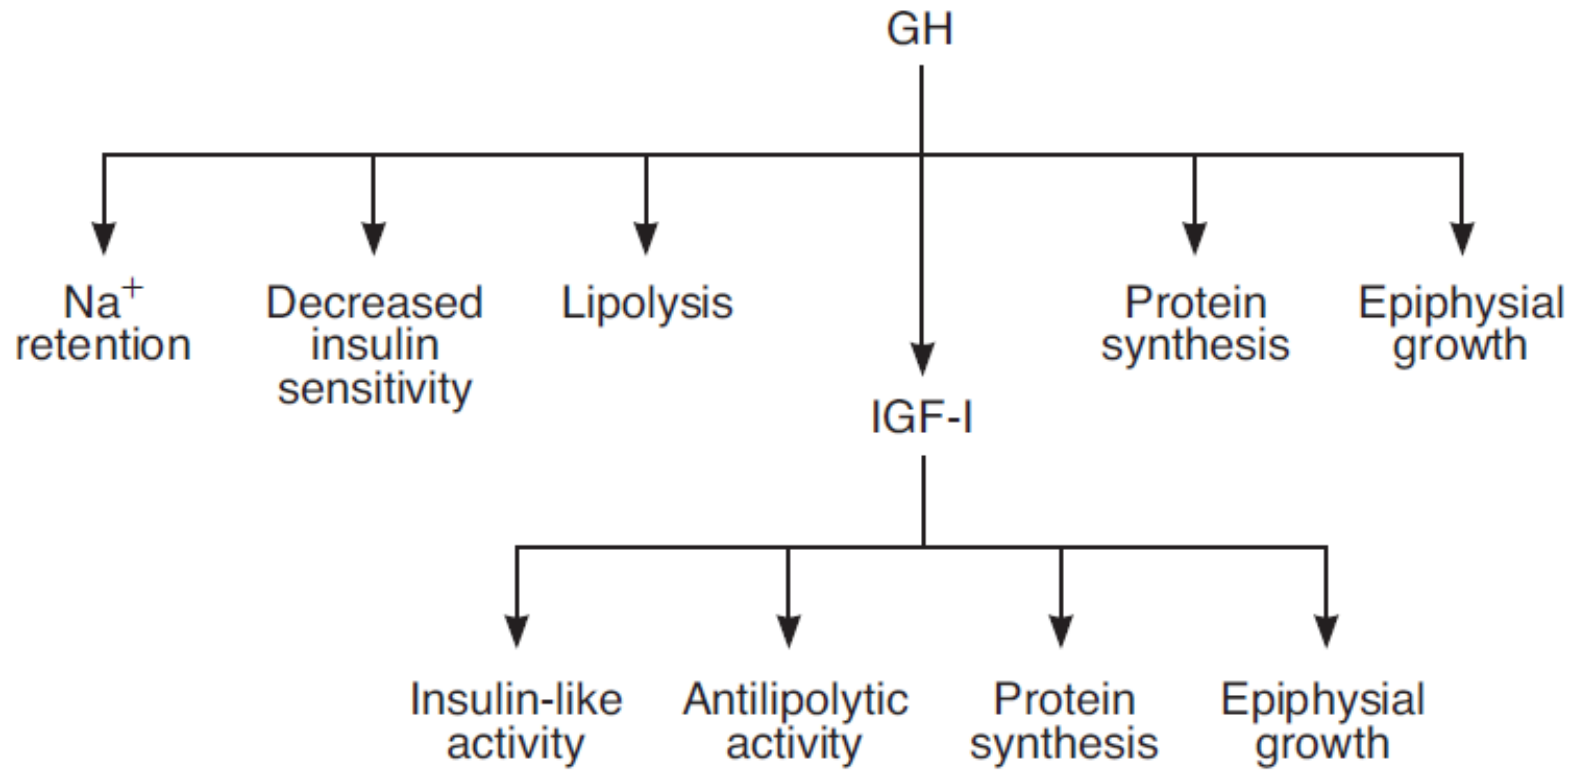 GH
Na+
retention
Decreased
insulin
sensitivity
Lipolysis
Protein
synthesis
Epiphysial
growth
IGF-I
Insulin-like
activity
Antilipolytic
activity
Protein
synthesis
Epiphysial
growth